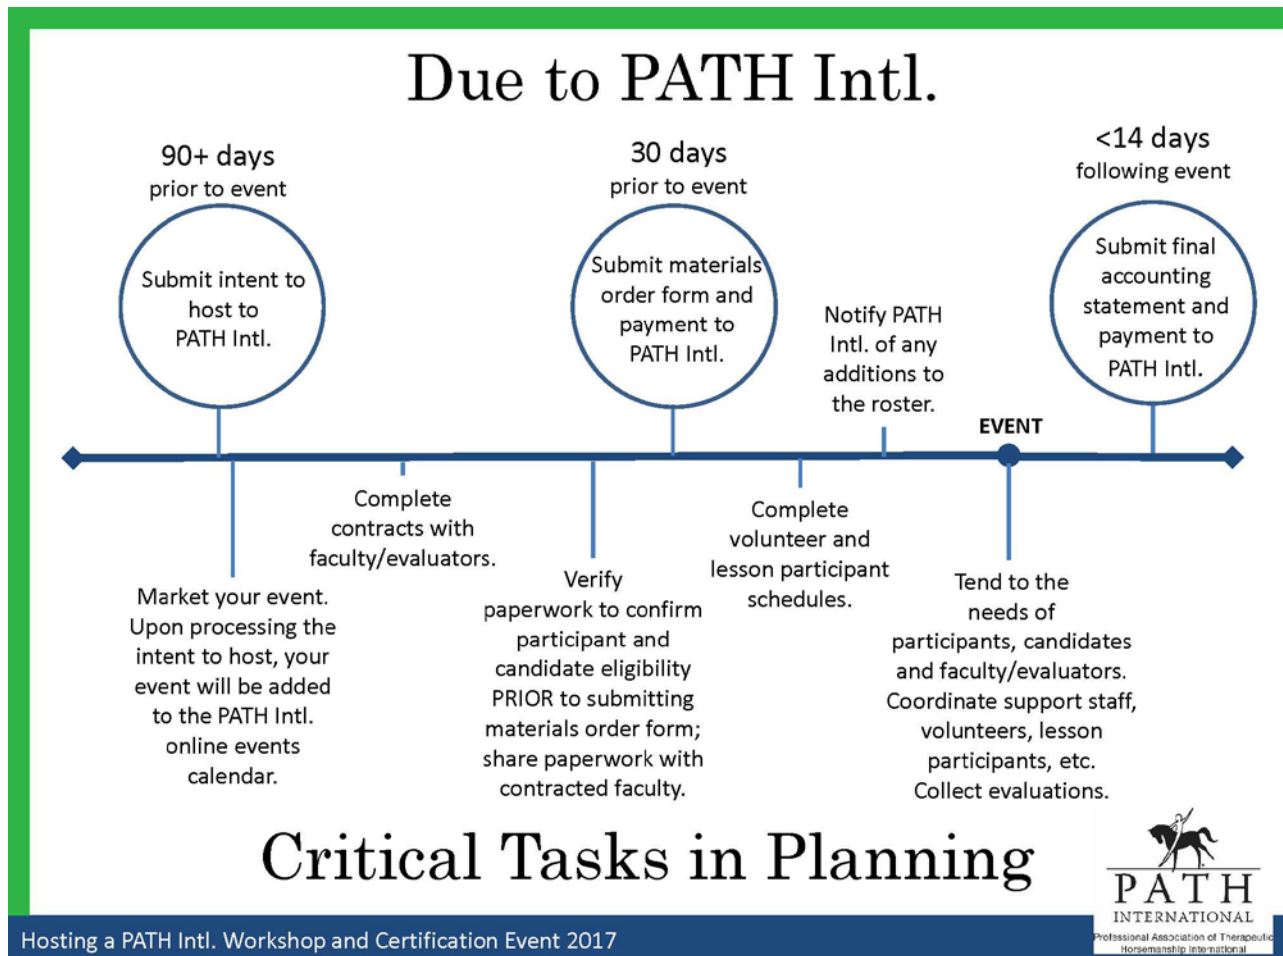 Due to PATH Intl.
90+ days
prior to event
Submit intent to
host to
PATH Intl.
30 days
prior to event
Submit materials
order form and
payment to
PATH Intl.
Notify PATH
Intl. of any
additions to
the roster.
<14 days
following event
Submit final
accounting
statement and
payment to
PATH Intl.
EVENT
Market your event.
Upon processing the
intent to host, your
event will be added
to the PATH Intl.
online events
calendar.
Complete
contracts with
faculty/evaluators.
Verify
paperwork to confirm
participant and
candidate eligibility
PRIOR to submitting
materials order form;
share paperwork with
contracted faculty.
Complete
volunteer and
lesson participant
schedules.
Tend to the
needs of
participants, candidates
and faculty/evaluators.
Coordinate support staff,
volunteers, lesson
participants, etc.
Collect evaluations.
Critical Tasks in Planning
PATH
INTERNATIONAL
Professional Association of Therapeutic
Horsemanship International
Hosting a PATH Intl. Workshop and Certification Event 2017